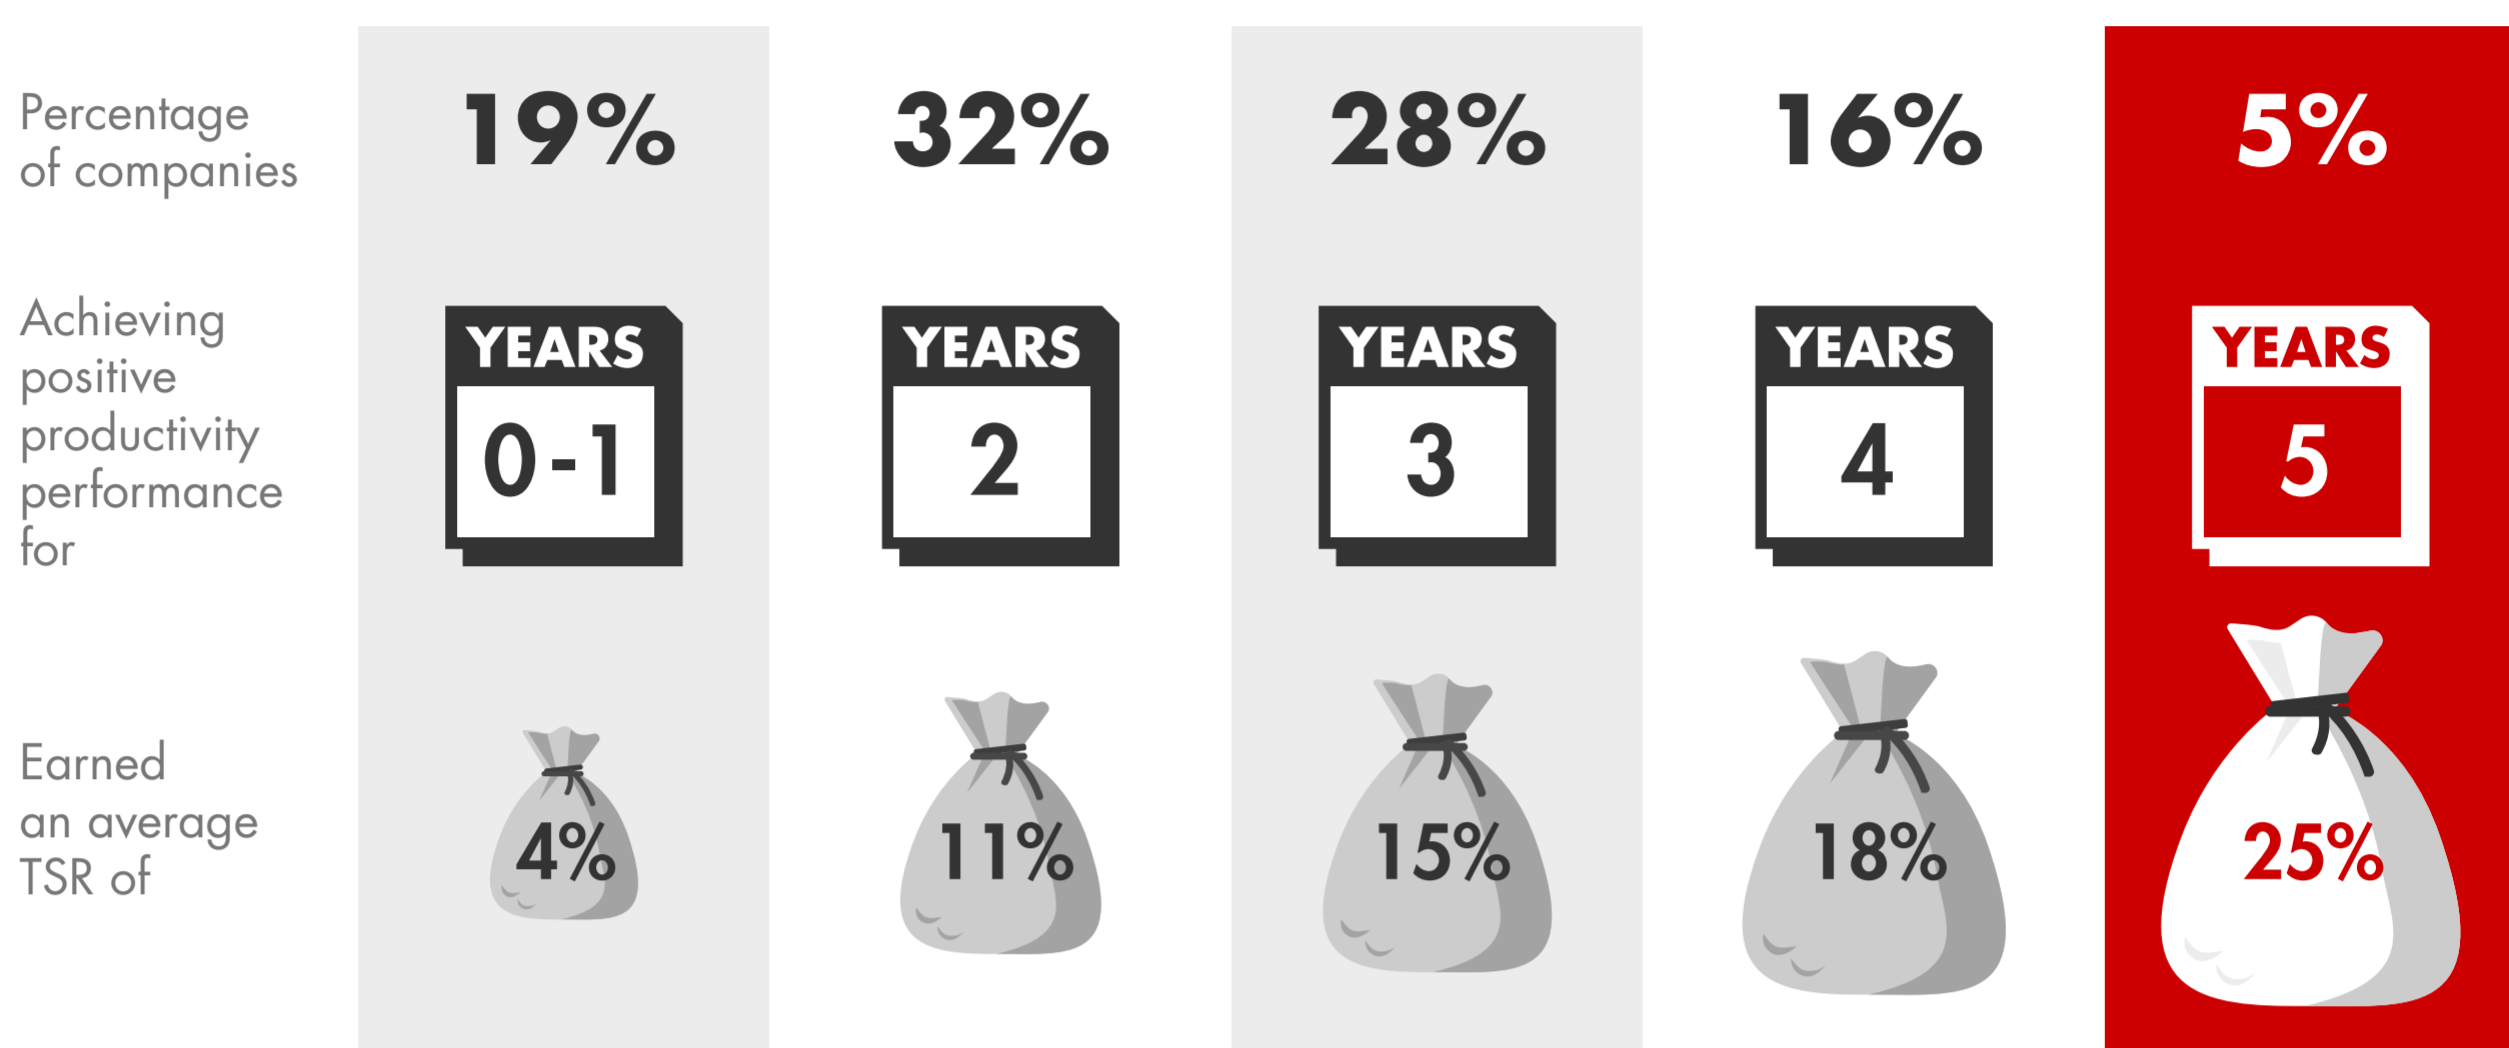 Percentage
of companies
19%
32%
28%
16%
5%
Achieving
positive
productivity
performance
for
YEARS
0-1
YEARS
2
YEARS
3
YEARS
4
YEARS
5
Earned
an average
TSR of
4%
11%
15%
18%
25%